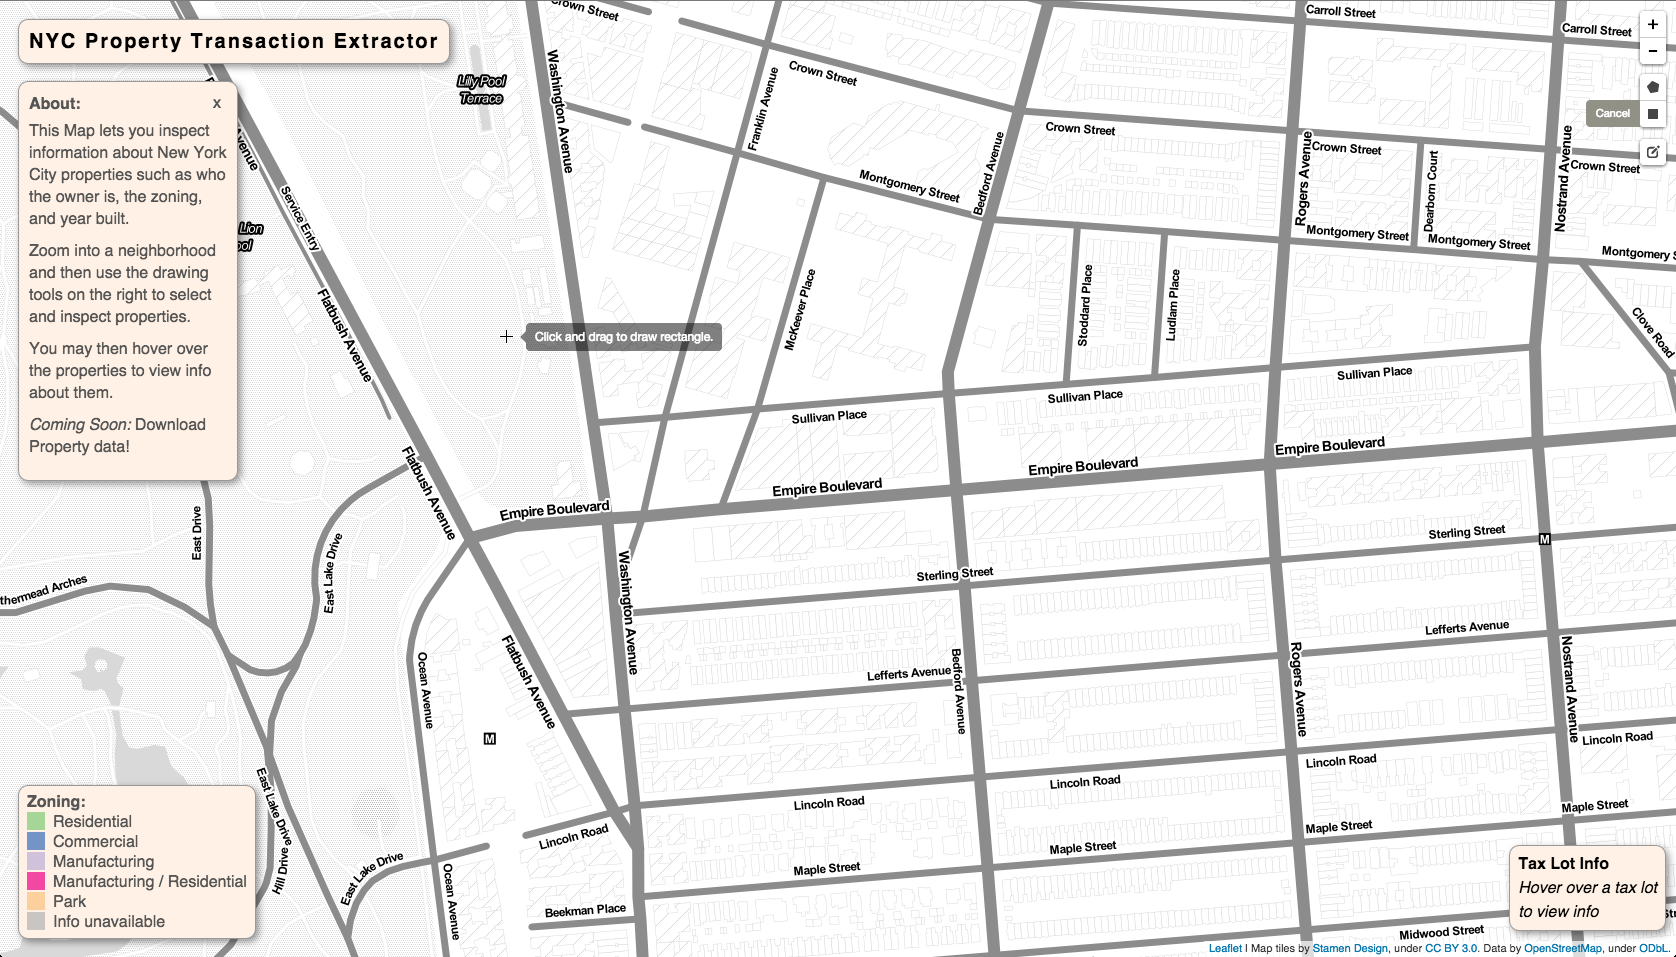 NYC Property Transaction Extractor
About:
x
This Map lets you inspect
information about New York
City properties such as who
the owner is, the zoning,
and year built.
Zoom into a neighborhood
and then use the drawing
tools on the right to select
and inspect properties.
You may then hover over
the properties to view info
about them.
Coming Soon: Download
Property data!
+
−
Cancel
Click and drag to draw rectangle.
Crown Street
Carroll Street
Carroll Street
Lilly Pool
Terrace
Washington Avenue
Franklin Avenue
Crown Street
Crown Street
Crown Street
Crown Street
Bedford Avenue
Rogers Avenue
Dearborn Court
Nostrand Avenue
Service Entry
Lion
Montgomery Street
Montgomery Street
Montgomery Street
Montgomery
Flatbush Avenue
McKeever Place
Stoddard Place
Ludlam Place
Clove Road
Sullivan Place
Sullivan Place
Sullivan Place
Flatbush Avenue
Empire Boulevard
Empire Boulevard
Empire Boulevard
Empire Boulevard
East Drive
East Lake Drive
thermead Arches
Washington Avenue
Sterling Street
Sterling Street
M
Flatbush Avenue
Ocean Avenue
Lefferts Avenue
Lefferts Avenue
Bedford Avenue
Rogers Avenue
Nostrand Avenue
M
Lincoln Road
Lincoln Road
Lincoln Road
Lincoln Road
Lincoln Road
East Lake Drive
Hill Drive
East Lake Drive
Ocean Avenue
Maple Street
Maple Street
Maple Street
Maple Street
Beekman Place
Midwood Street
Zoning:
Residential
Commercial
Manufacturing
Manufacturing / Residential
Park
Info unavailable
Tax Lot Info
Hover over a tax lot
to view info
Leaflet | Map tiles by Stamen Design, under CC BY 3.0. Data by OpenStreetMap, under ODbL.